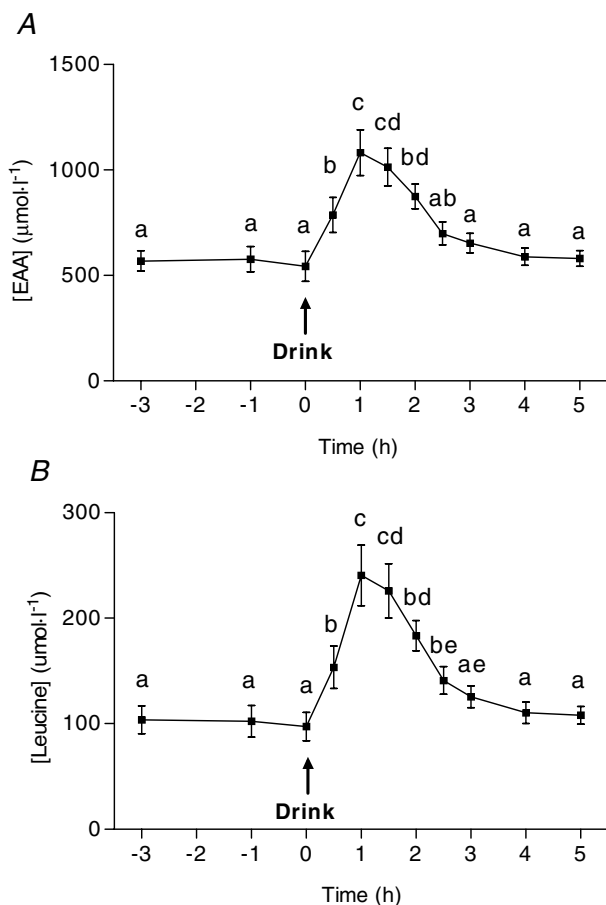 A
1500
c
cd
[EAA] (μmol·l⁻¹)
1000
bd
b
ab
a
a
a
a
a
a
500
Drink
0
-3
-2
-1
0
1
2
3
4
5
Time (h)
B
300
c
cd
[Leucine] (umol·l⁻¹)
200
b
bd
be
ae
a
a
a
a
a
100
Drink
0
-3
-2
-1
0
1
2
3
4
5
Time (h)